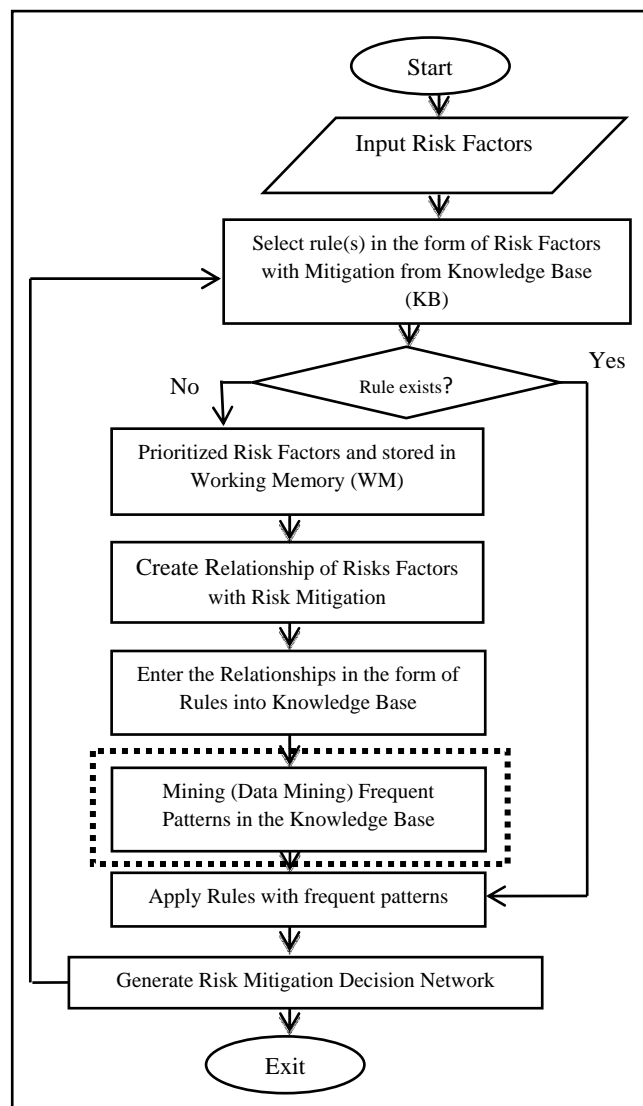 Start
Input Risk Factors
Select rule(s) in the form of Risk Factors
with Mitigation from Knowledge Base
(KB)
Yes
No
Rule exists?
Prioritized Risk Factors and stored in
Working Memory (WM)
Create Relationship of Risks Factors
with Risk Mitigation
Enter the Relationships in the form of
Rules into Knowledge Base
Mining (Data Mining) Frequent
Patterns in the Knowledge Base
Apply Rules with frequent patterns
Generate Risk Mitigation Decision Network
Exit